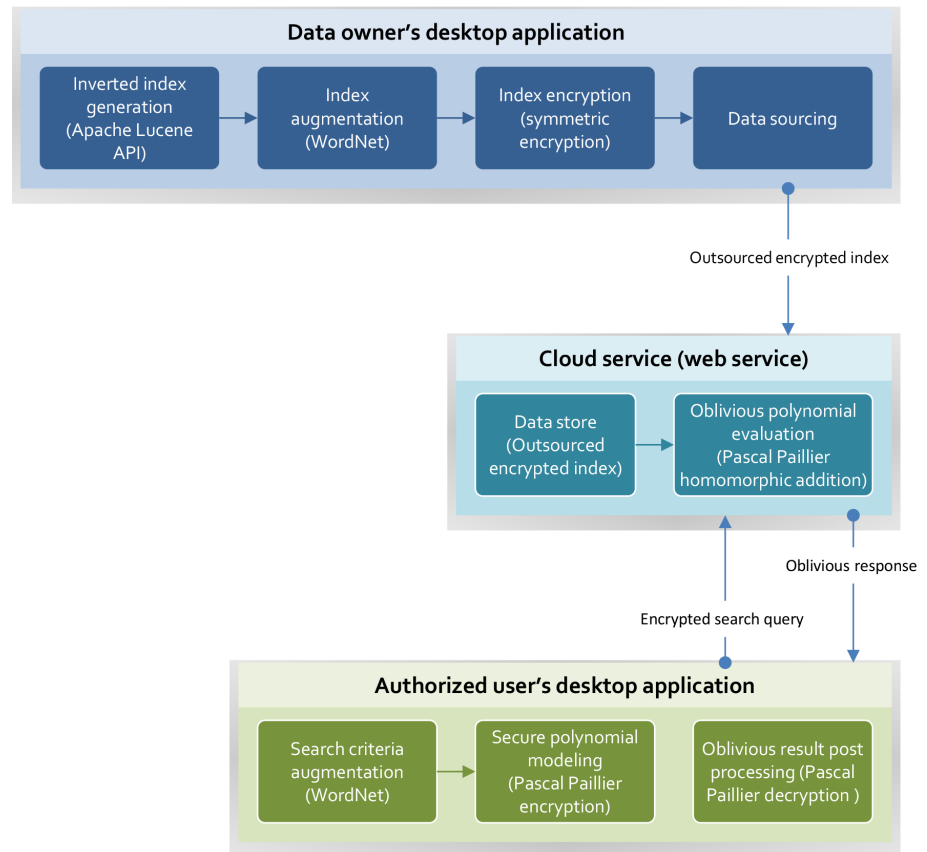 Data owner’s desktop application
Inverted index
generation
(Apache Lucene
API)
Index
augmentation
(WordNet)
Index encryption
(symmetric
encryption)
Data sourcing
Outsourced encrypted index
Cloud service (web service)
Data store
(Outsourced
encrypted index)
Oblivious polynomial
evaluation
(Pascal Paillier
homomorphic addition)
Oblivious response
Encrypted search query
Authorized user’s desktop application
Search criteria
augmentation
(WordNet)
Secure polynomial
modeling
(Pascal Paillier
encryption)
Oblivious result post
processing (Pascal
Paillier decryption )